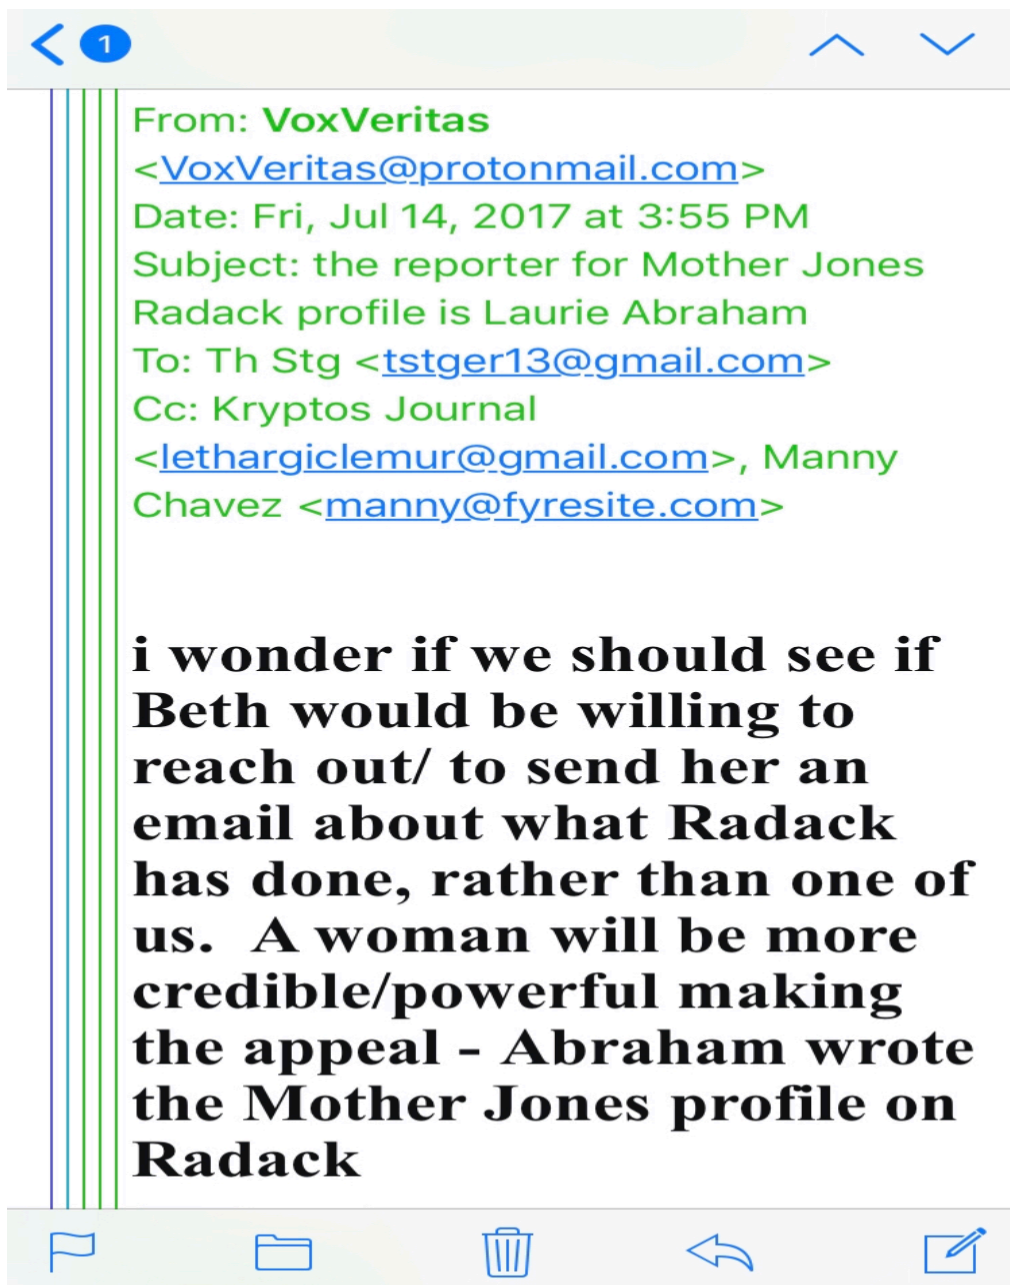 1
From: VoxVeritas
<VoxVeritas@protonmail.com>
Date: Fri, Jul 14, 2017 at 3:55 PM
Subject: the reporter for Mother Jones
Radack profile is Laurie Abraham
To: Th Stg <tstger13@gmail.com>
Cc: Kryptos Journal
<lethargiclemur@gmail.com>, Manny
Chavez <manny@fyresite.com>
i wonder if we should see if
Beth would be willing to
reach out/ to send her an
email about what Radack
has done, rather than one of
us.  A woman will be more
credible/powerful making
the appeal - Abraham wrote
the Mother Jones profile on
Radack